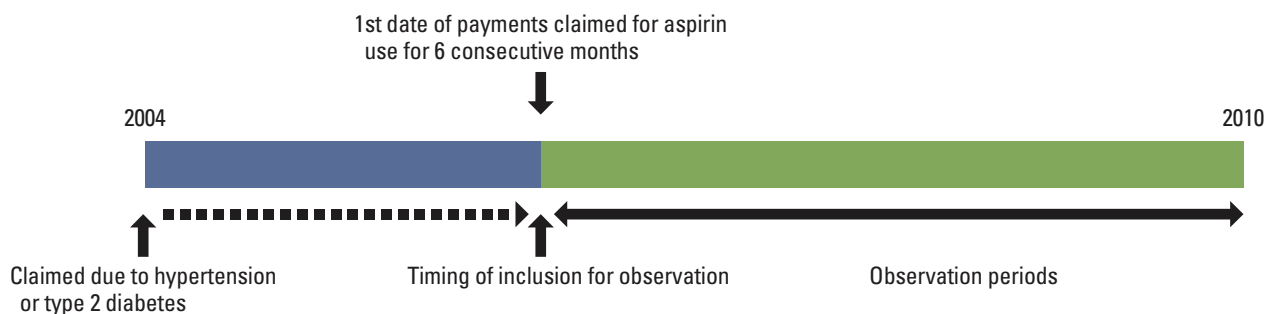 1st date of payments claimed for aspirin
use for 6 consecutive months
2004
2010
Claimed due to hypertension
or type 2 diabetes
Timing of inclusion for observation
Observation periods